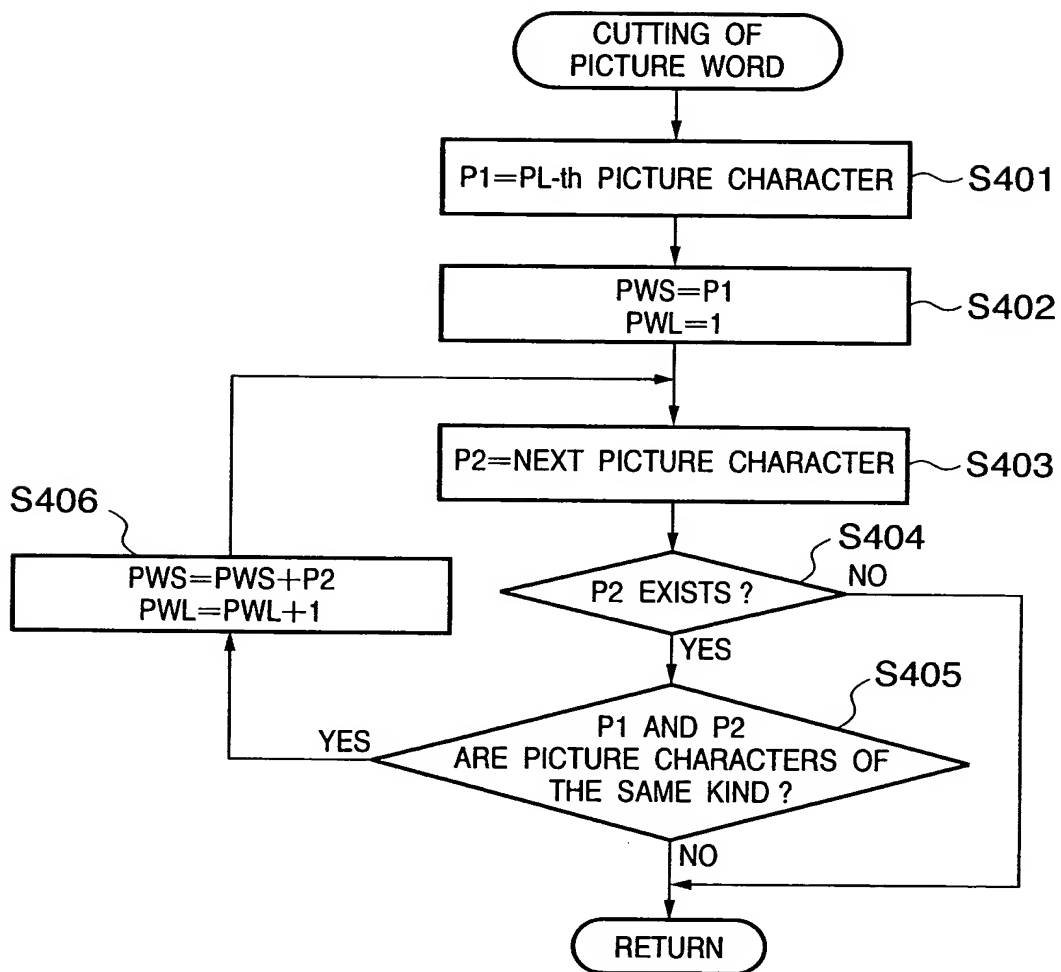 CUTTING OF
PICTURE WORD
P1=PL-th PICTURE CHARACTER
S401
PWS=P1
PWL=1
S402
P2=NEXT PICTURE CHARACTER
S403
S406
PWS=PWS+P2
PWL=PWL+1
S404
P2 EXISTS ?
NO
YES
S405
P1 AND P2
ARE PICTURE CHARACTERS OF
THE SAME KIND ?
YES
NO
RETURN